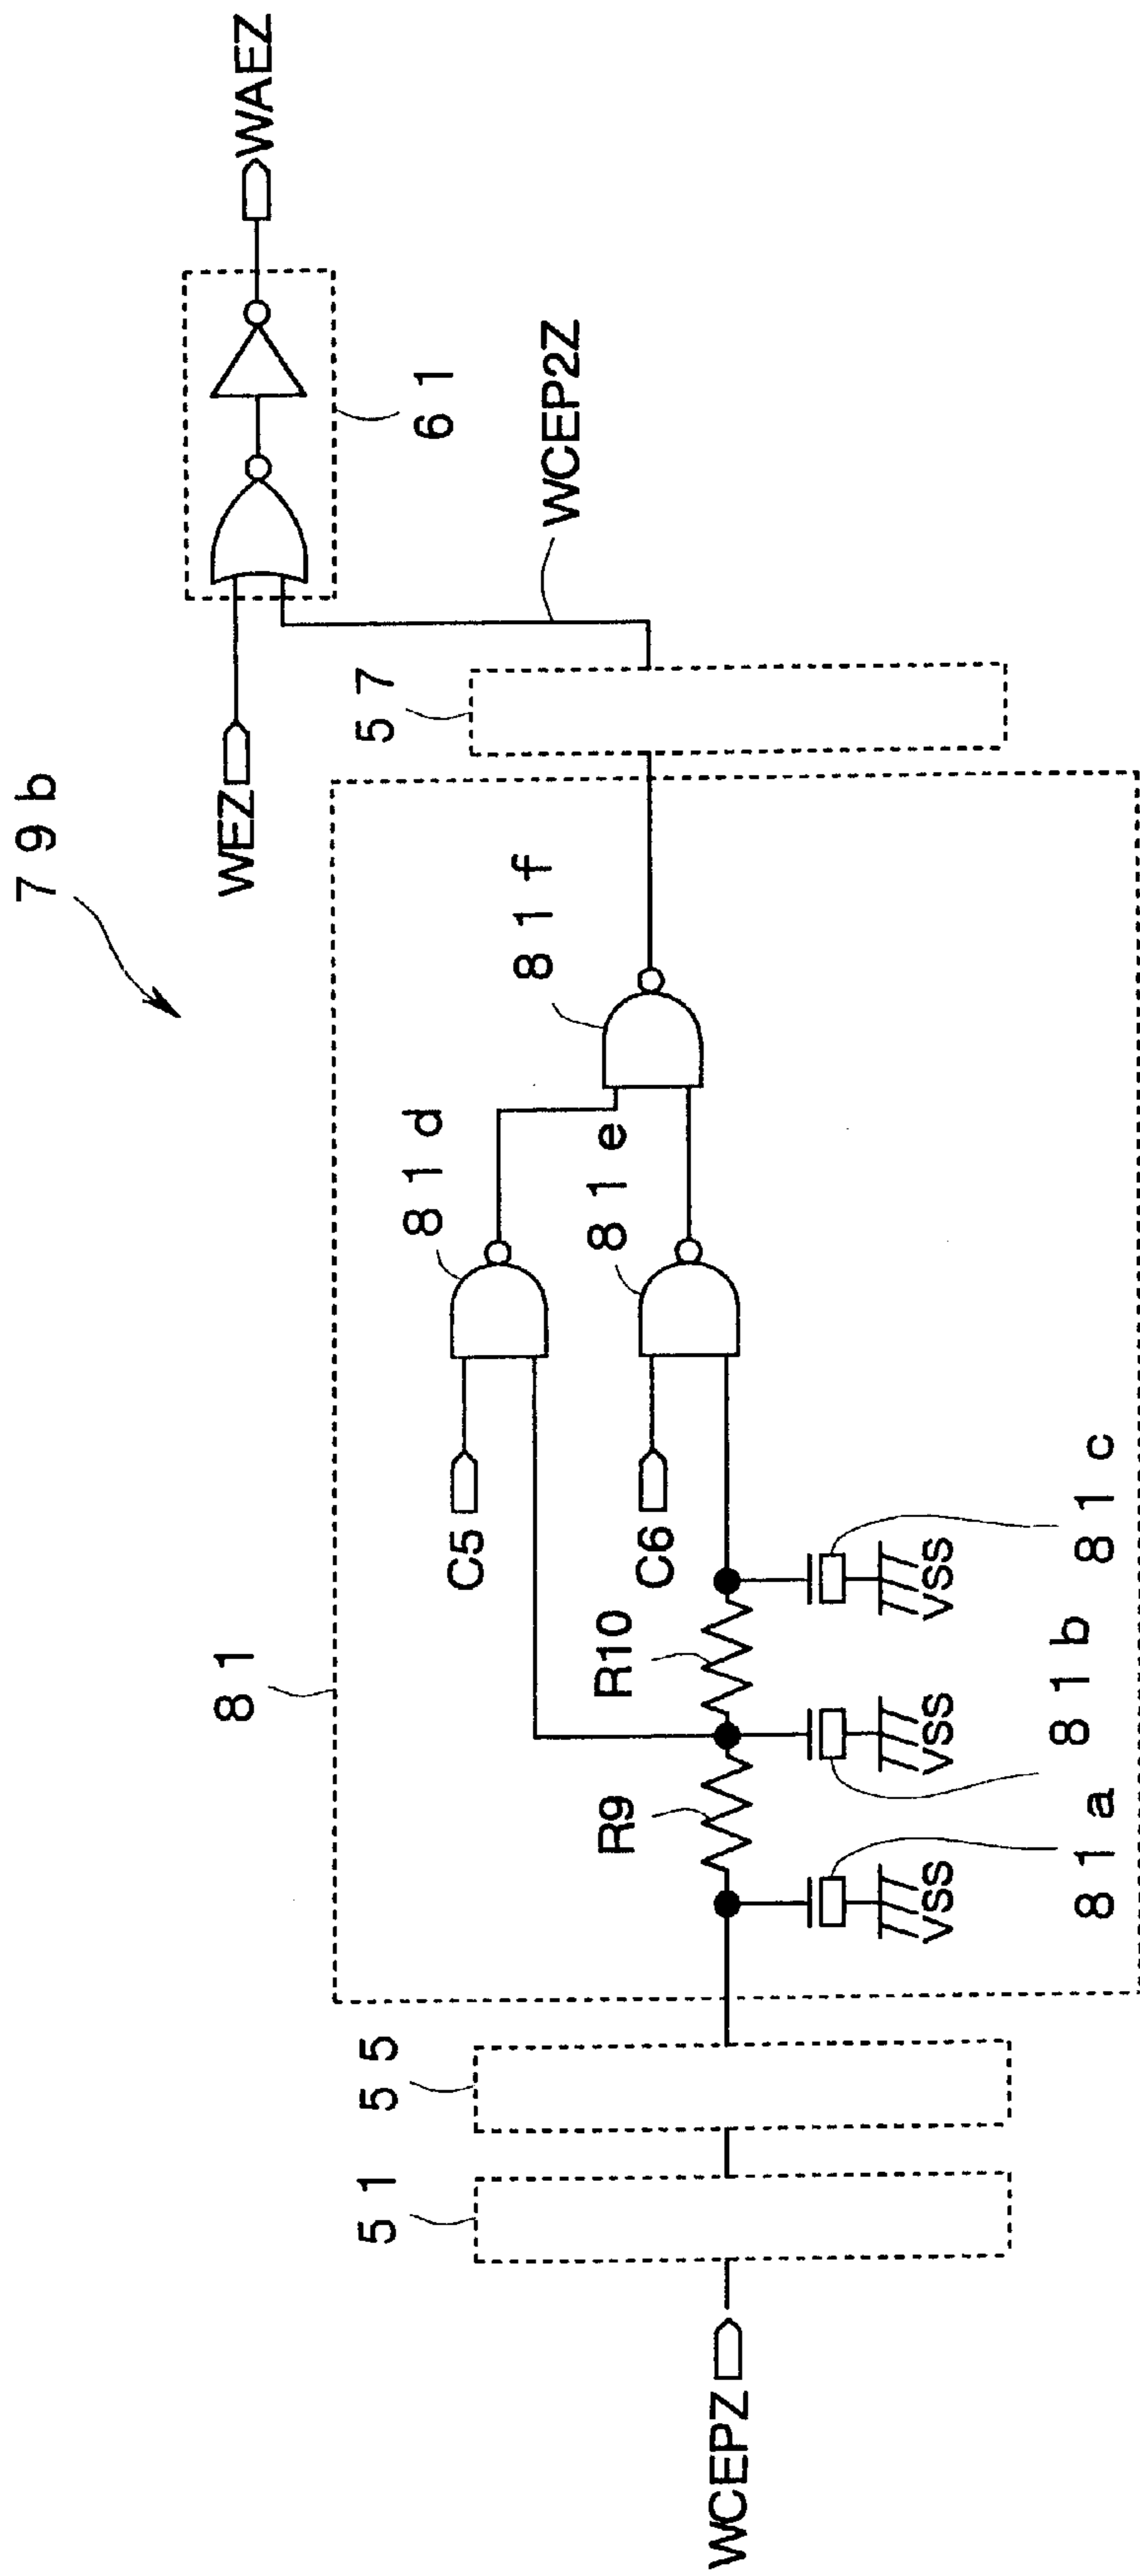 79b
WEZ
WAEZ
61
WCEP2Z
57
81
81d
81f
C5
81e
C6
R9
R10
VSS
VSS
VSS
81a
81b
81c
55
51
WCEPZ